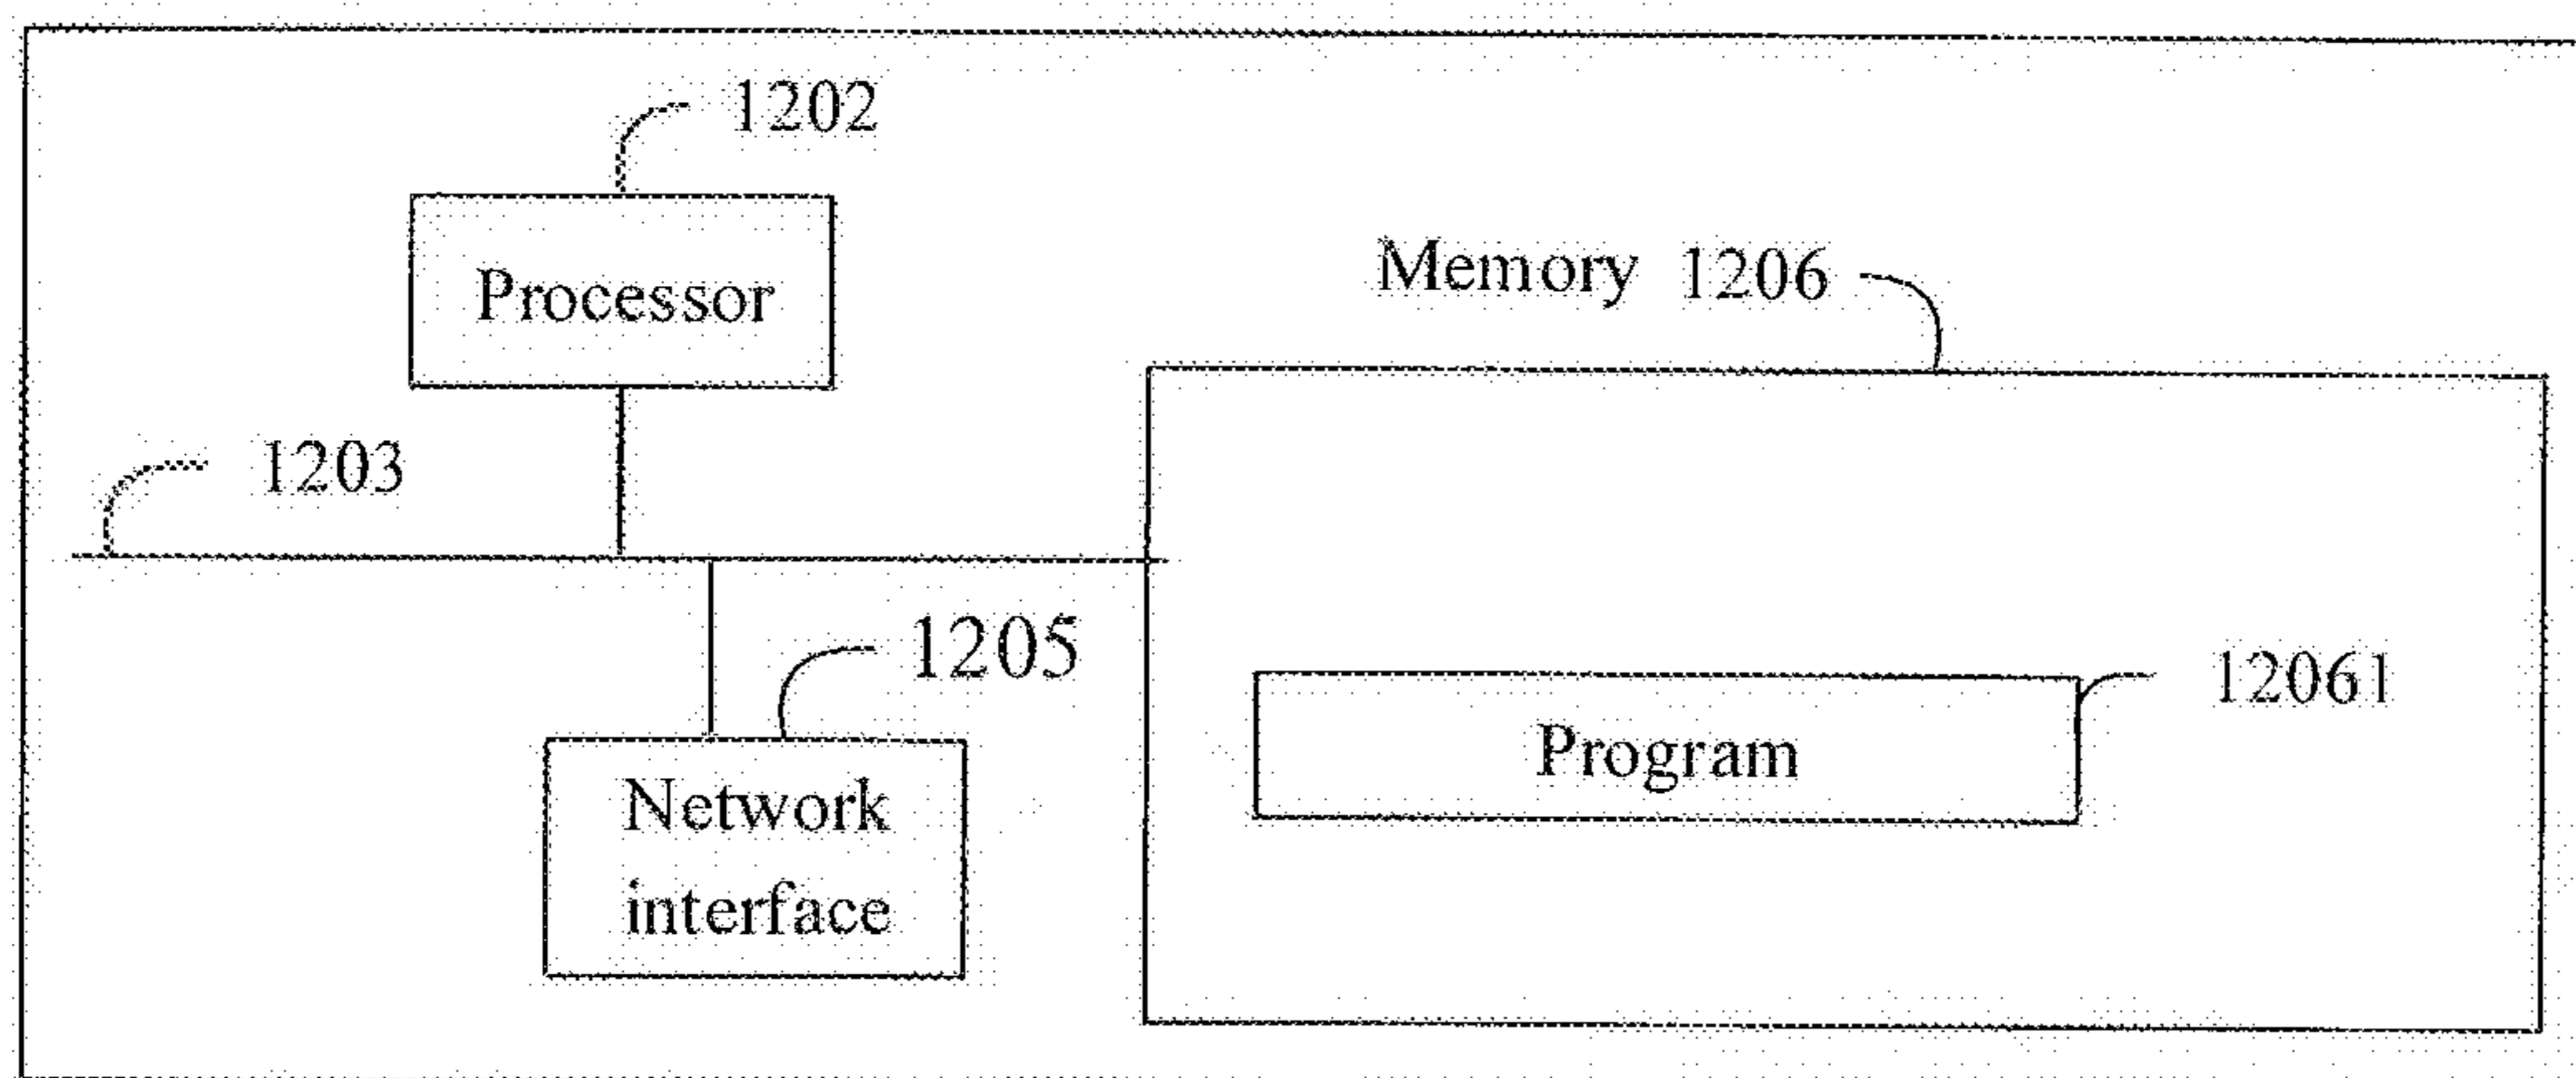 1202
Processor
Memory 1206
1203
1205
Network
interface
12061
Program